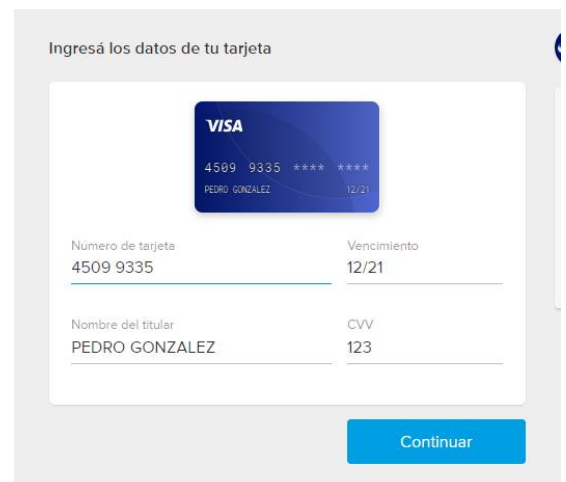 Ingresá los datos de tu tarjeta
VISA
4509 9335 **** ****
PEDRO GONZALEZ 12/21
Número de tarjeta Vencimiento
4509 9335 12/21
Nombre del titular CVV
PEDRO GONZALEZ 123
Continuar